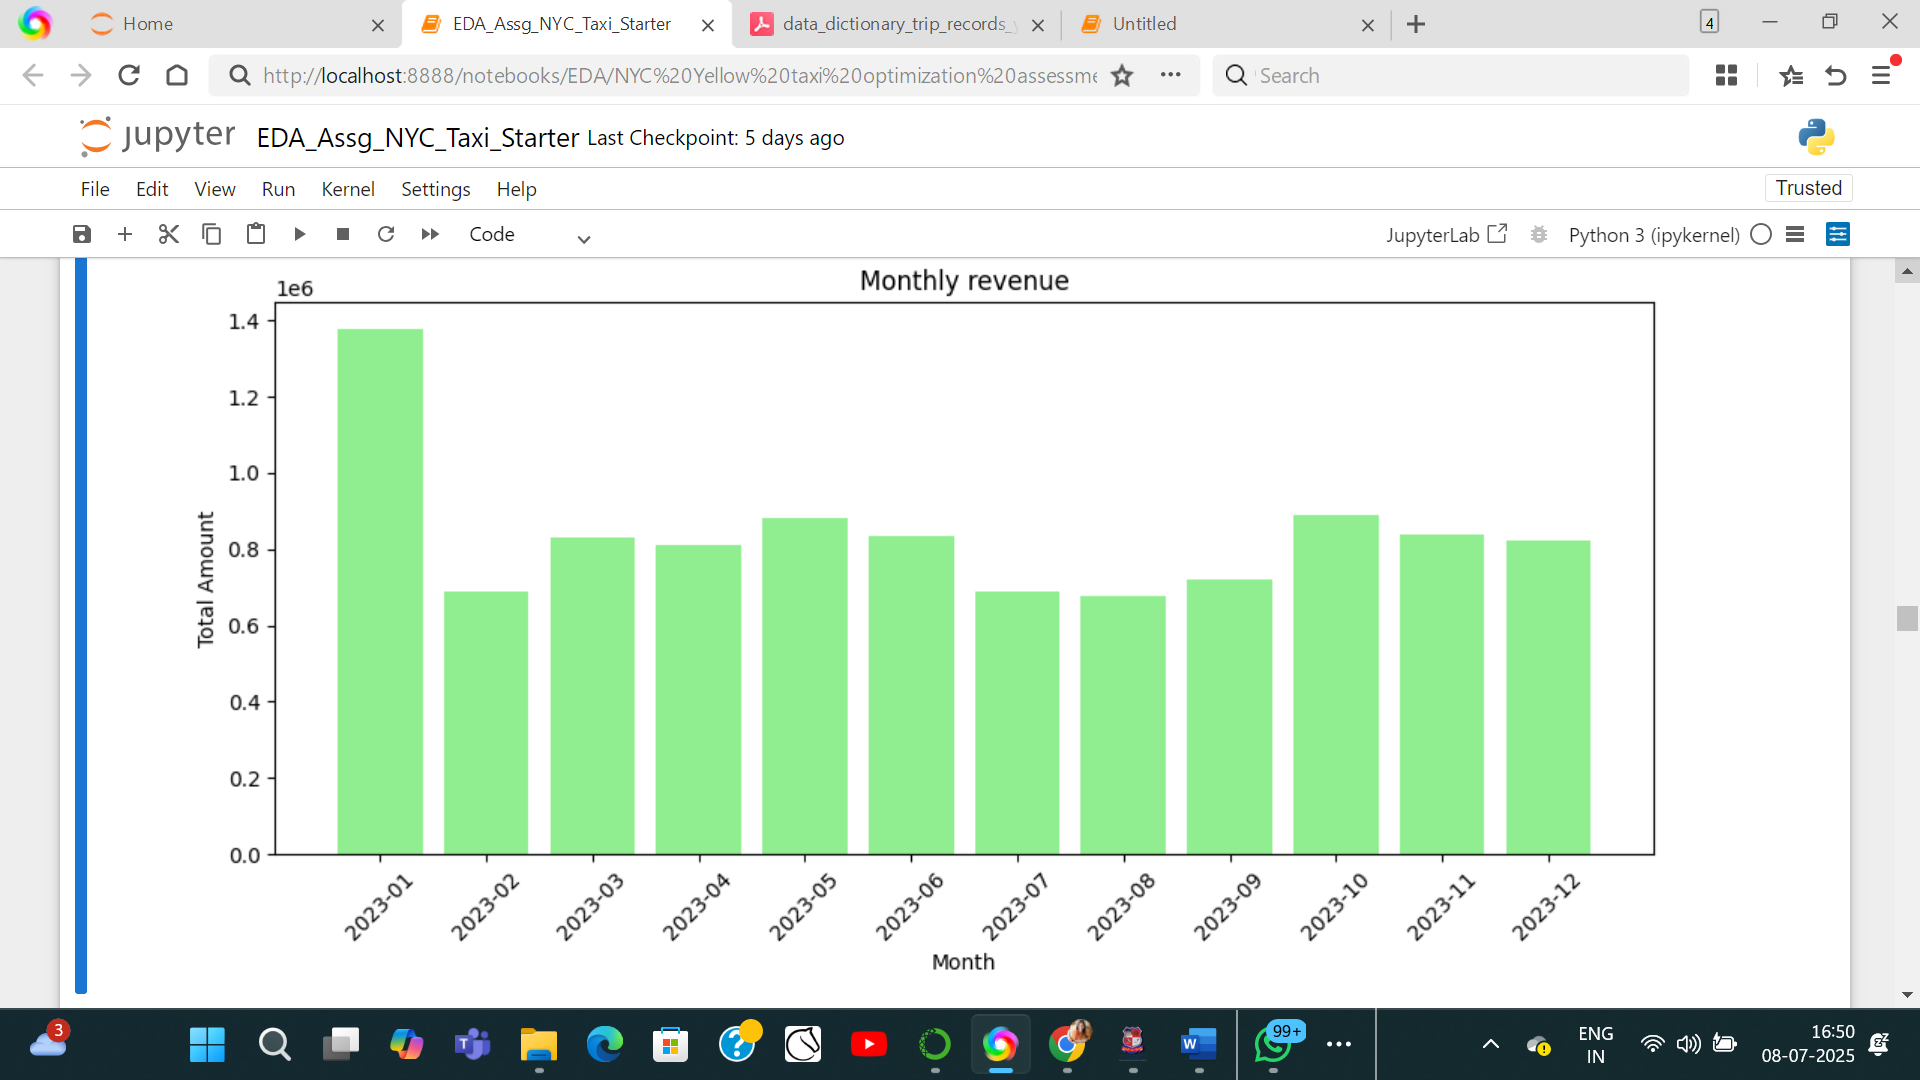 Home
EDA_Assg_NYC_Taxi_Starter
data_dictionary_trip_records_y
Untitled
4
http://localhost:8888/notebooks/EDA/NYC%20Yellow%20taxi%20optimization%20assessme
Search
jupyter EDA_Assg_NYC_Taxi_Starter Last Checkpoint: 5 days ago
File Edit View Run Kernel Settings Help
Trusted
Code
JupyterLab
Python 3 (ipykernel)
Monthly revenue
1e6
1.4
1.2
1.0
0.8
0.6
0.4
0.2
0.0
Total Amount
2023-01 2023-02 2023-03 2023-04 2023-05 2023-06 2023-07 2023-08 2023-09 2023-10 2023-11 2023-12
Month
3
99+
ENG
IN
16:50
08-07-2025